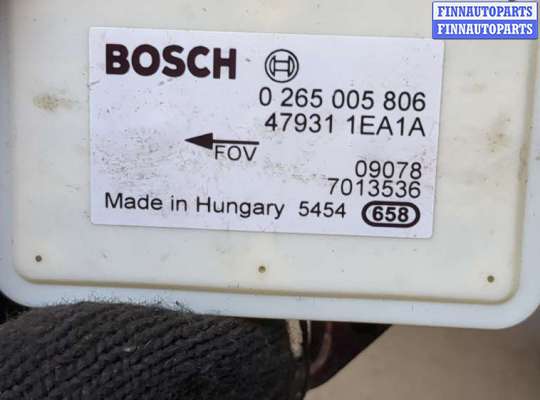 FINNAUTOPARTS
FINNAUTOPARTS
BOSCH
0 265 005 806
47931 1EA1A
FOV
09078
7013536
Made in Hungary 5454 658